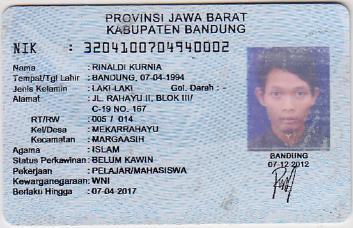 PROVINSI JAWA BARAT
KABUPATEN BANDUNG
NIK : 3204100704940002
Nama : RINALDI KURNIA
Tempat/Tgl Lahir : BANDUNG, 07-04-1994
Jenis Kelamin : LAKI-LAKI Gol. Darah : -
Alamat : JL. RAHAYU II, BLOK III/
C-19 NO. 167
RT/RW : 005 / 014
Kel/Desa : MEKARRAHAYU
Kecamatan : MARGAASIH
Agama : ISLAM
Status Perkawinan : BELUM KAWIN
Pekerjaan : PELAJAR/MAHASISWA
Kewarganegaraan : WNI
Berlaku Hingga : 07-04-2017
BANDUNG
07-12-2012